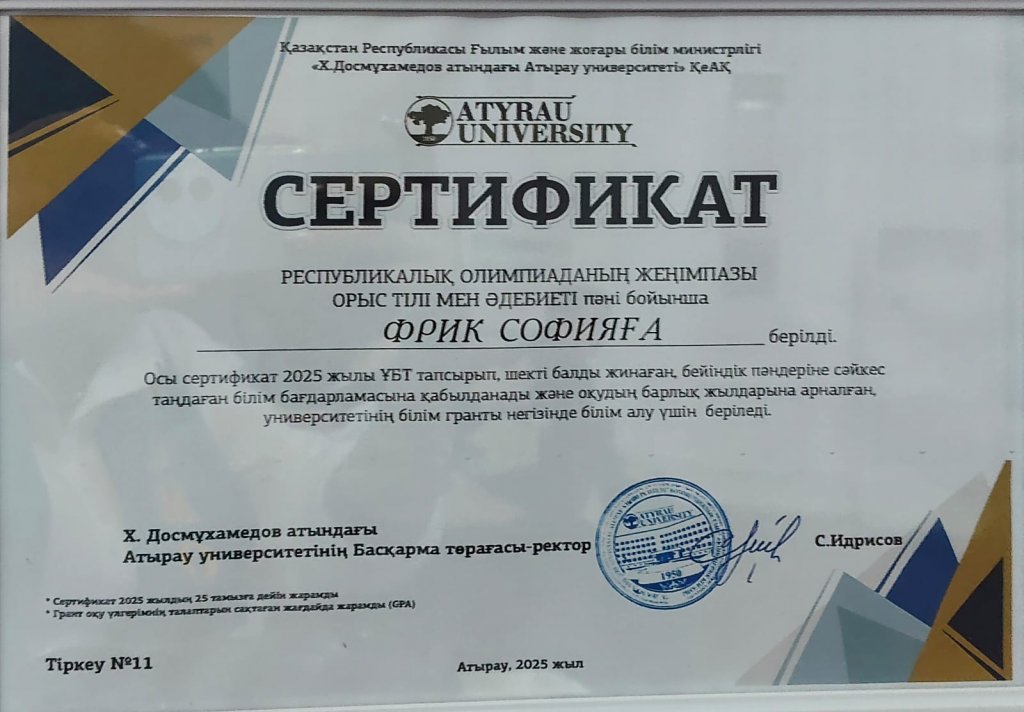 Қазақстан Республикасы Ғылым және жоғары білім министрлігі
«Х.Досмұхамедов атындағы Атырау университеті» ҚеАҚ
ATYRAU
UNIVERSITY
СЕРТИФИКАТ
РЕСПУБЛИКАЛЫҚ ОЛИМПИАДАНЫҢ ЖЕҢІМПАЗЫ
ОРЫС ТІЛІ МЕН ӘДЕБИЕТІ пәні бойынша
ФРИК СОФИЯҒА берілді.
Осы сертификат 2025 жылы ҰБТ тапсырып, шекті балды жинаған, бейіндік пәндеріне сәйкес
таңдаған білім бағдарламасына қабылданады және оқудың барлық жылдарына арналған,
университетінің білім гранты негізінде білім алу үшін беріледі.
Х. Досмұхамедов атындағы
Атырау университетінің Басқарма төрағасы-ректор
ATYRAU
UNIVERSITY
1950
С.Идрисов
* Сертификат 2025 жылдың 25 тамызға дейін жарамды
* Грант оқу үлгерімнің талаптарын сақтаған жағдайда жарамды (GPA)
Тіркеу №11
Атырау, 2025 жыл